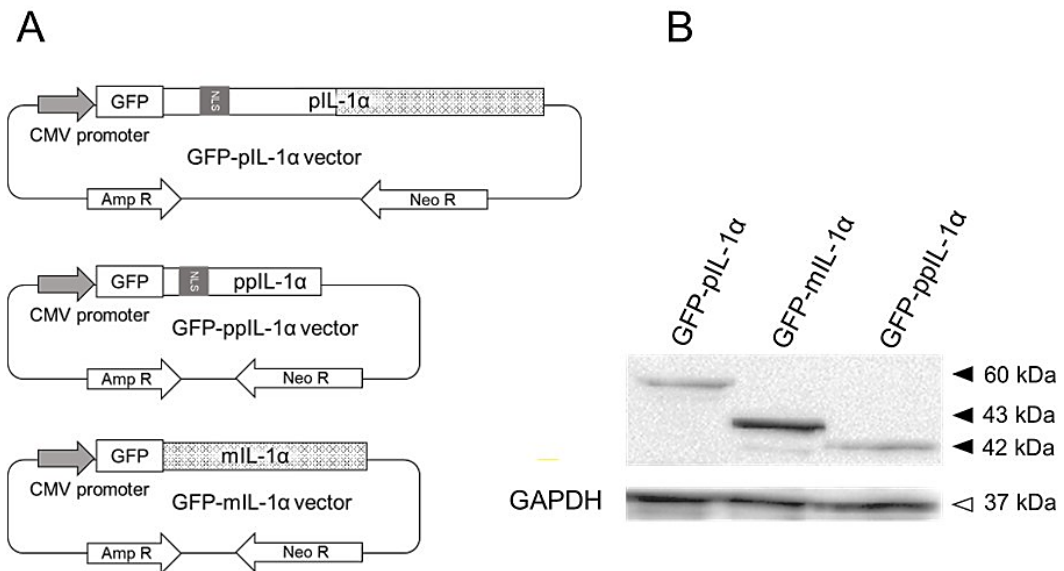 A
B
GFP
NLS
pIL-1α
CMV promoter
GFP-pIL-1α vector
Amp R
Neo R
GFP
NLS
ppIL-1α
CMV promoter
GFP-ppIL-1α vector
Amp R
Neo R
GFP
mIL-1α
CMV promoter
GFP-mIL-1α vector
Amp R
Neo R
GFP-pIL-1α
GFP-mIL-1α
GFP-ppIL-1α
60 kDa
43 kDa
42 kDa
GAPDH
37 kDa